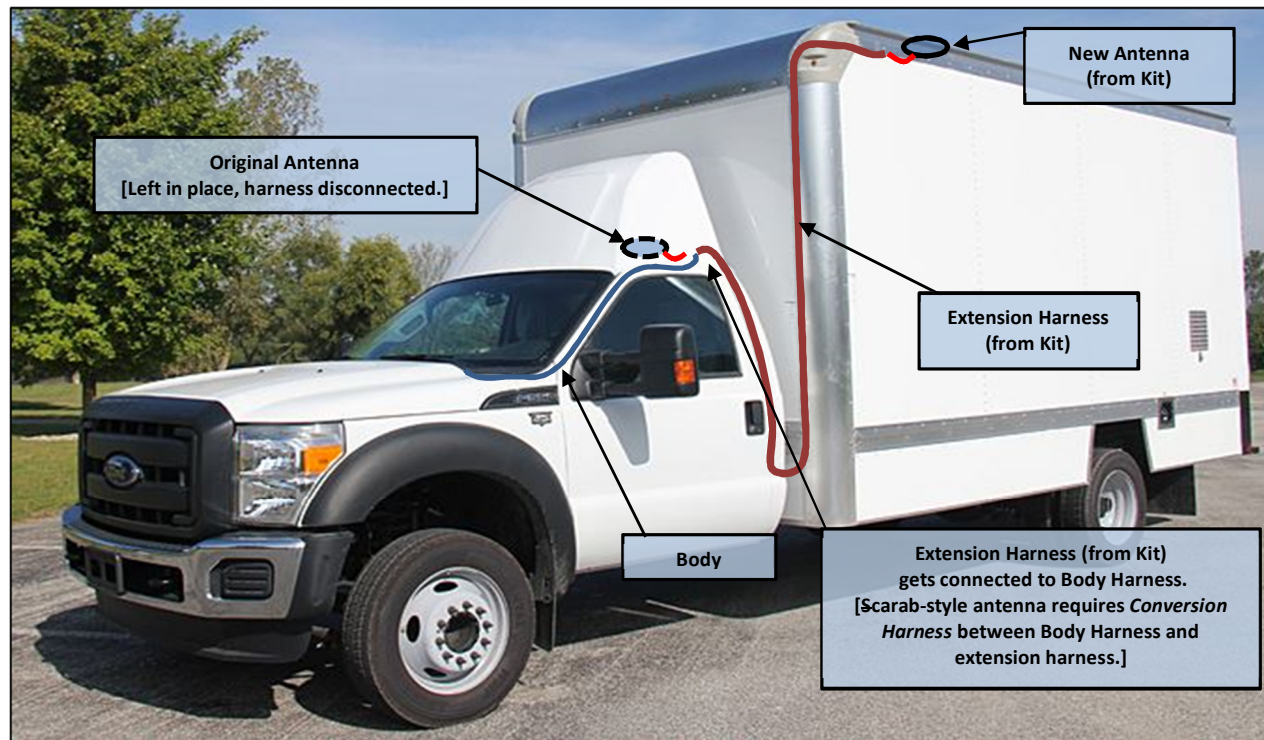 New Antenna
(from Kit)
Original Antenna
[Left in place, harness disconnected.]
Extension Harness
(from Kit)
Body
Extension Harness (from Kit)
gets connected to Body Harness.
[Scarab-style antenna requires Conversion
Harness between Body Harness and
extension harness.]
Ford